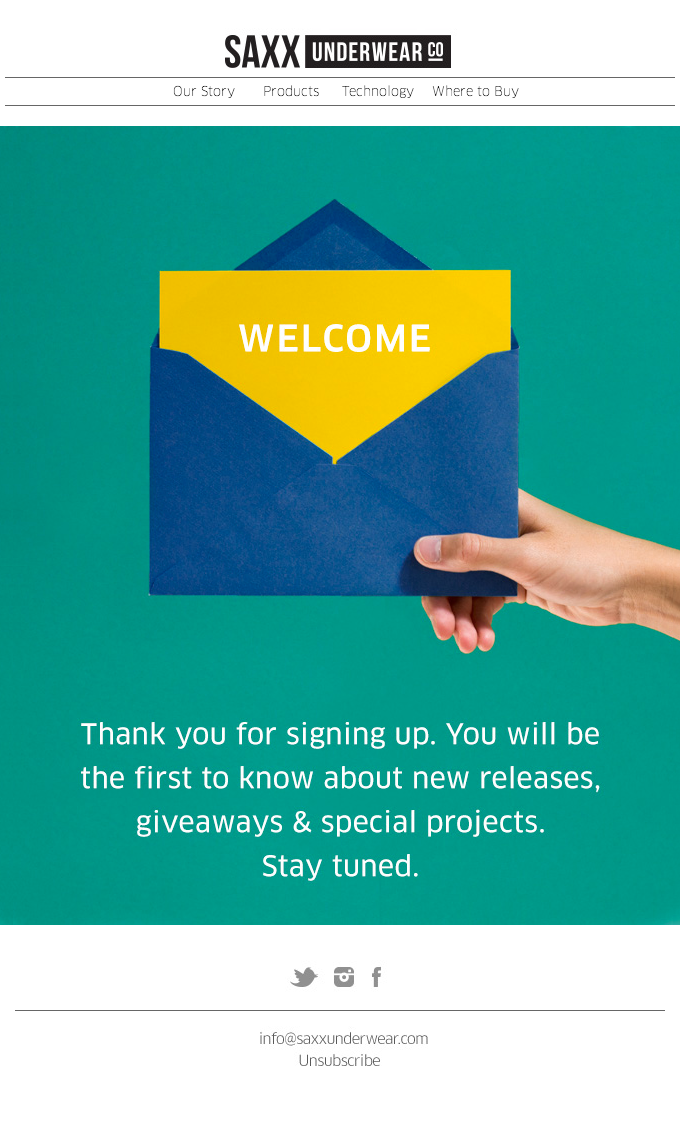 SAXX UNDERWEAR CO
Our Story Products Technology Where to Buy
WELCOME
Thank you for signing up. You will be
the first to know about new releases,
giveaways & special projects.
Stay tuned.
info@saxxunderwear.com
Unsubscribe